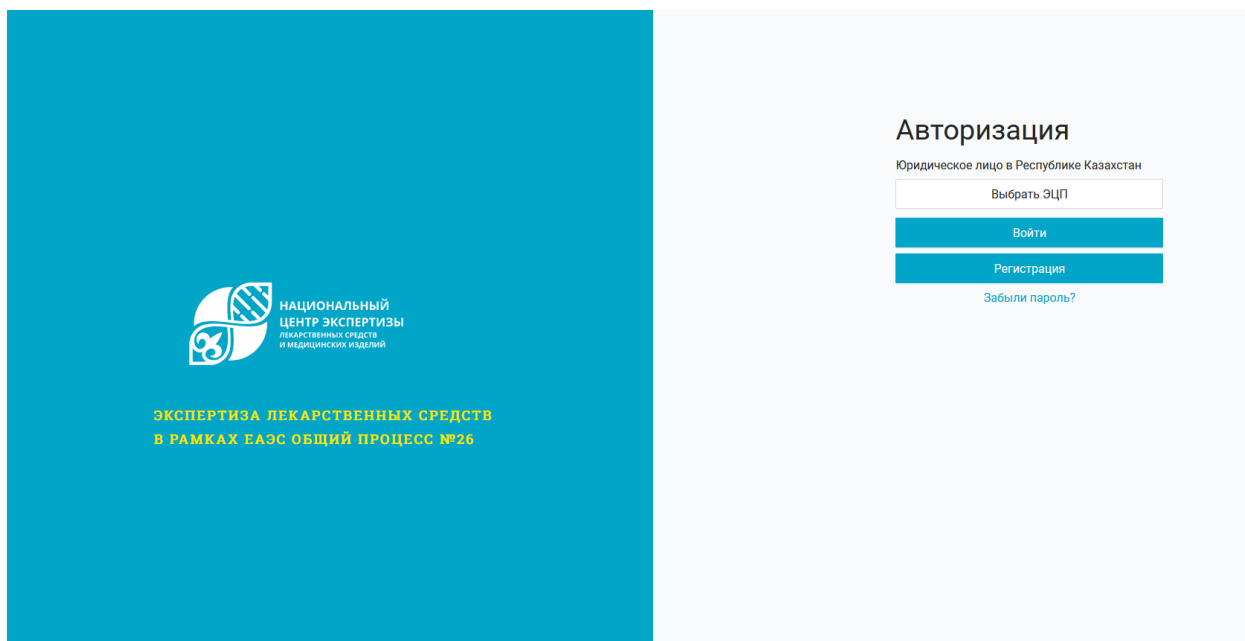 НАЦИОНАЛЬНЫЙ
ЦЕНТР ЭКСПЕРТИЗЫ
ЛЕКАРСТВЕННЫХ СРЕДСТВ
И МЕДИЦИНСКИХ ИЗДЕЛИЙ
ЭКСПЕРТИЗА ЛЕКАРСТВЕННЫХ СРЕДСТВ
В РАМКАХ ЕАЭС ОБЩИЙ ПРОЦЕСС №26
Авторизация
Юридическое лицо в Республике Казахстан
Выбрать ЭЦП
Войти
Регистрация
Забыли пароль?